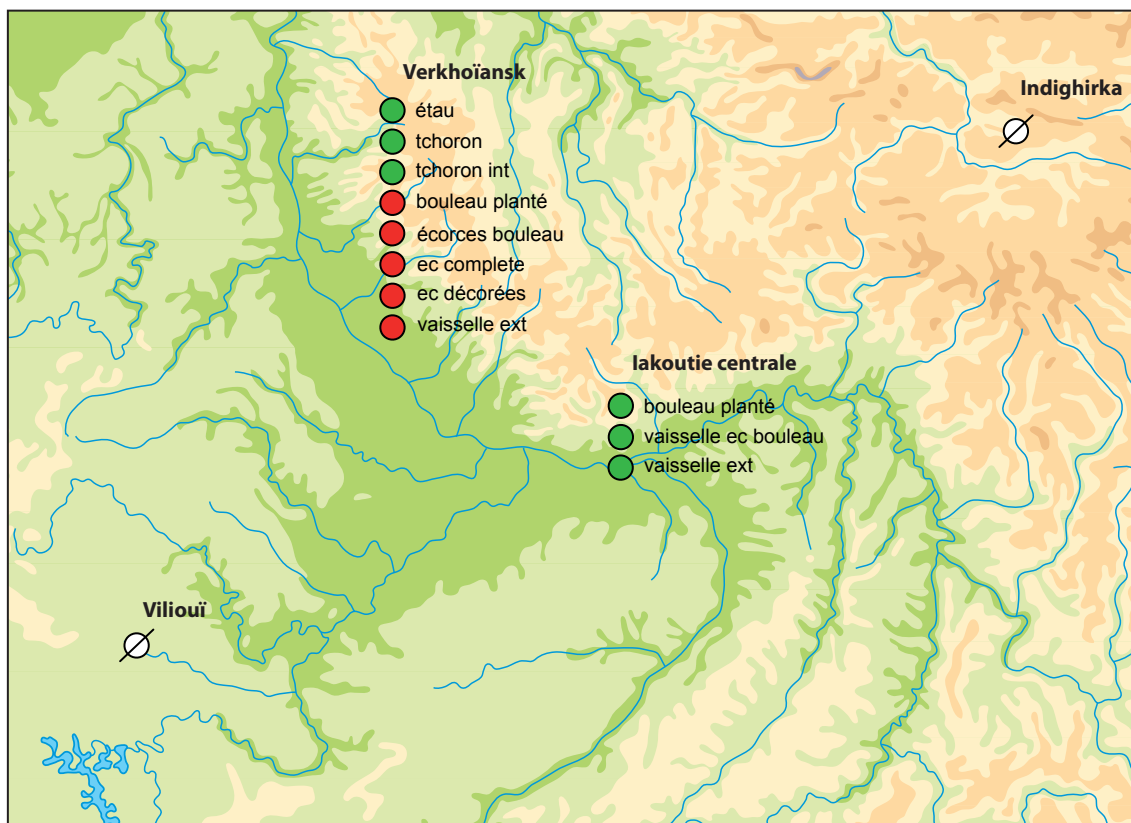 Verkhoïansk
étau
tchoron
tchoron int
bouleau planté
écorces bouleau
ec complete
ec décorées
vaisselle ext
Indighirka
Iakoutie centrale
bouleau planté
vaisselle ec bouleau
vaisselle ext
Viliouï